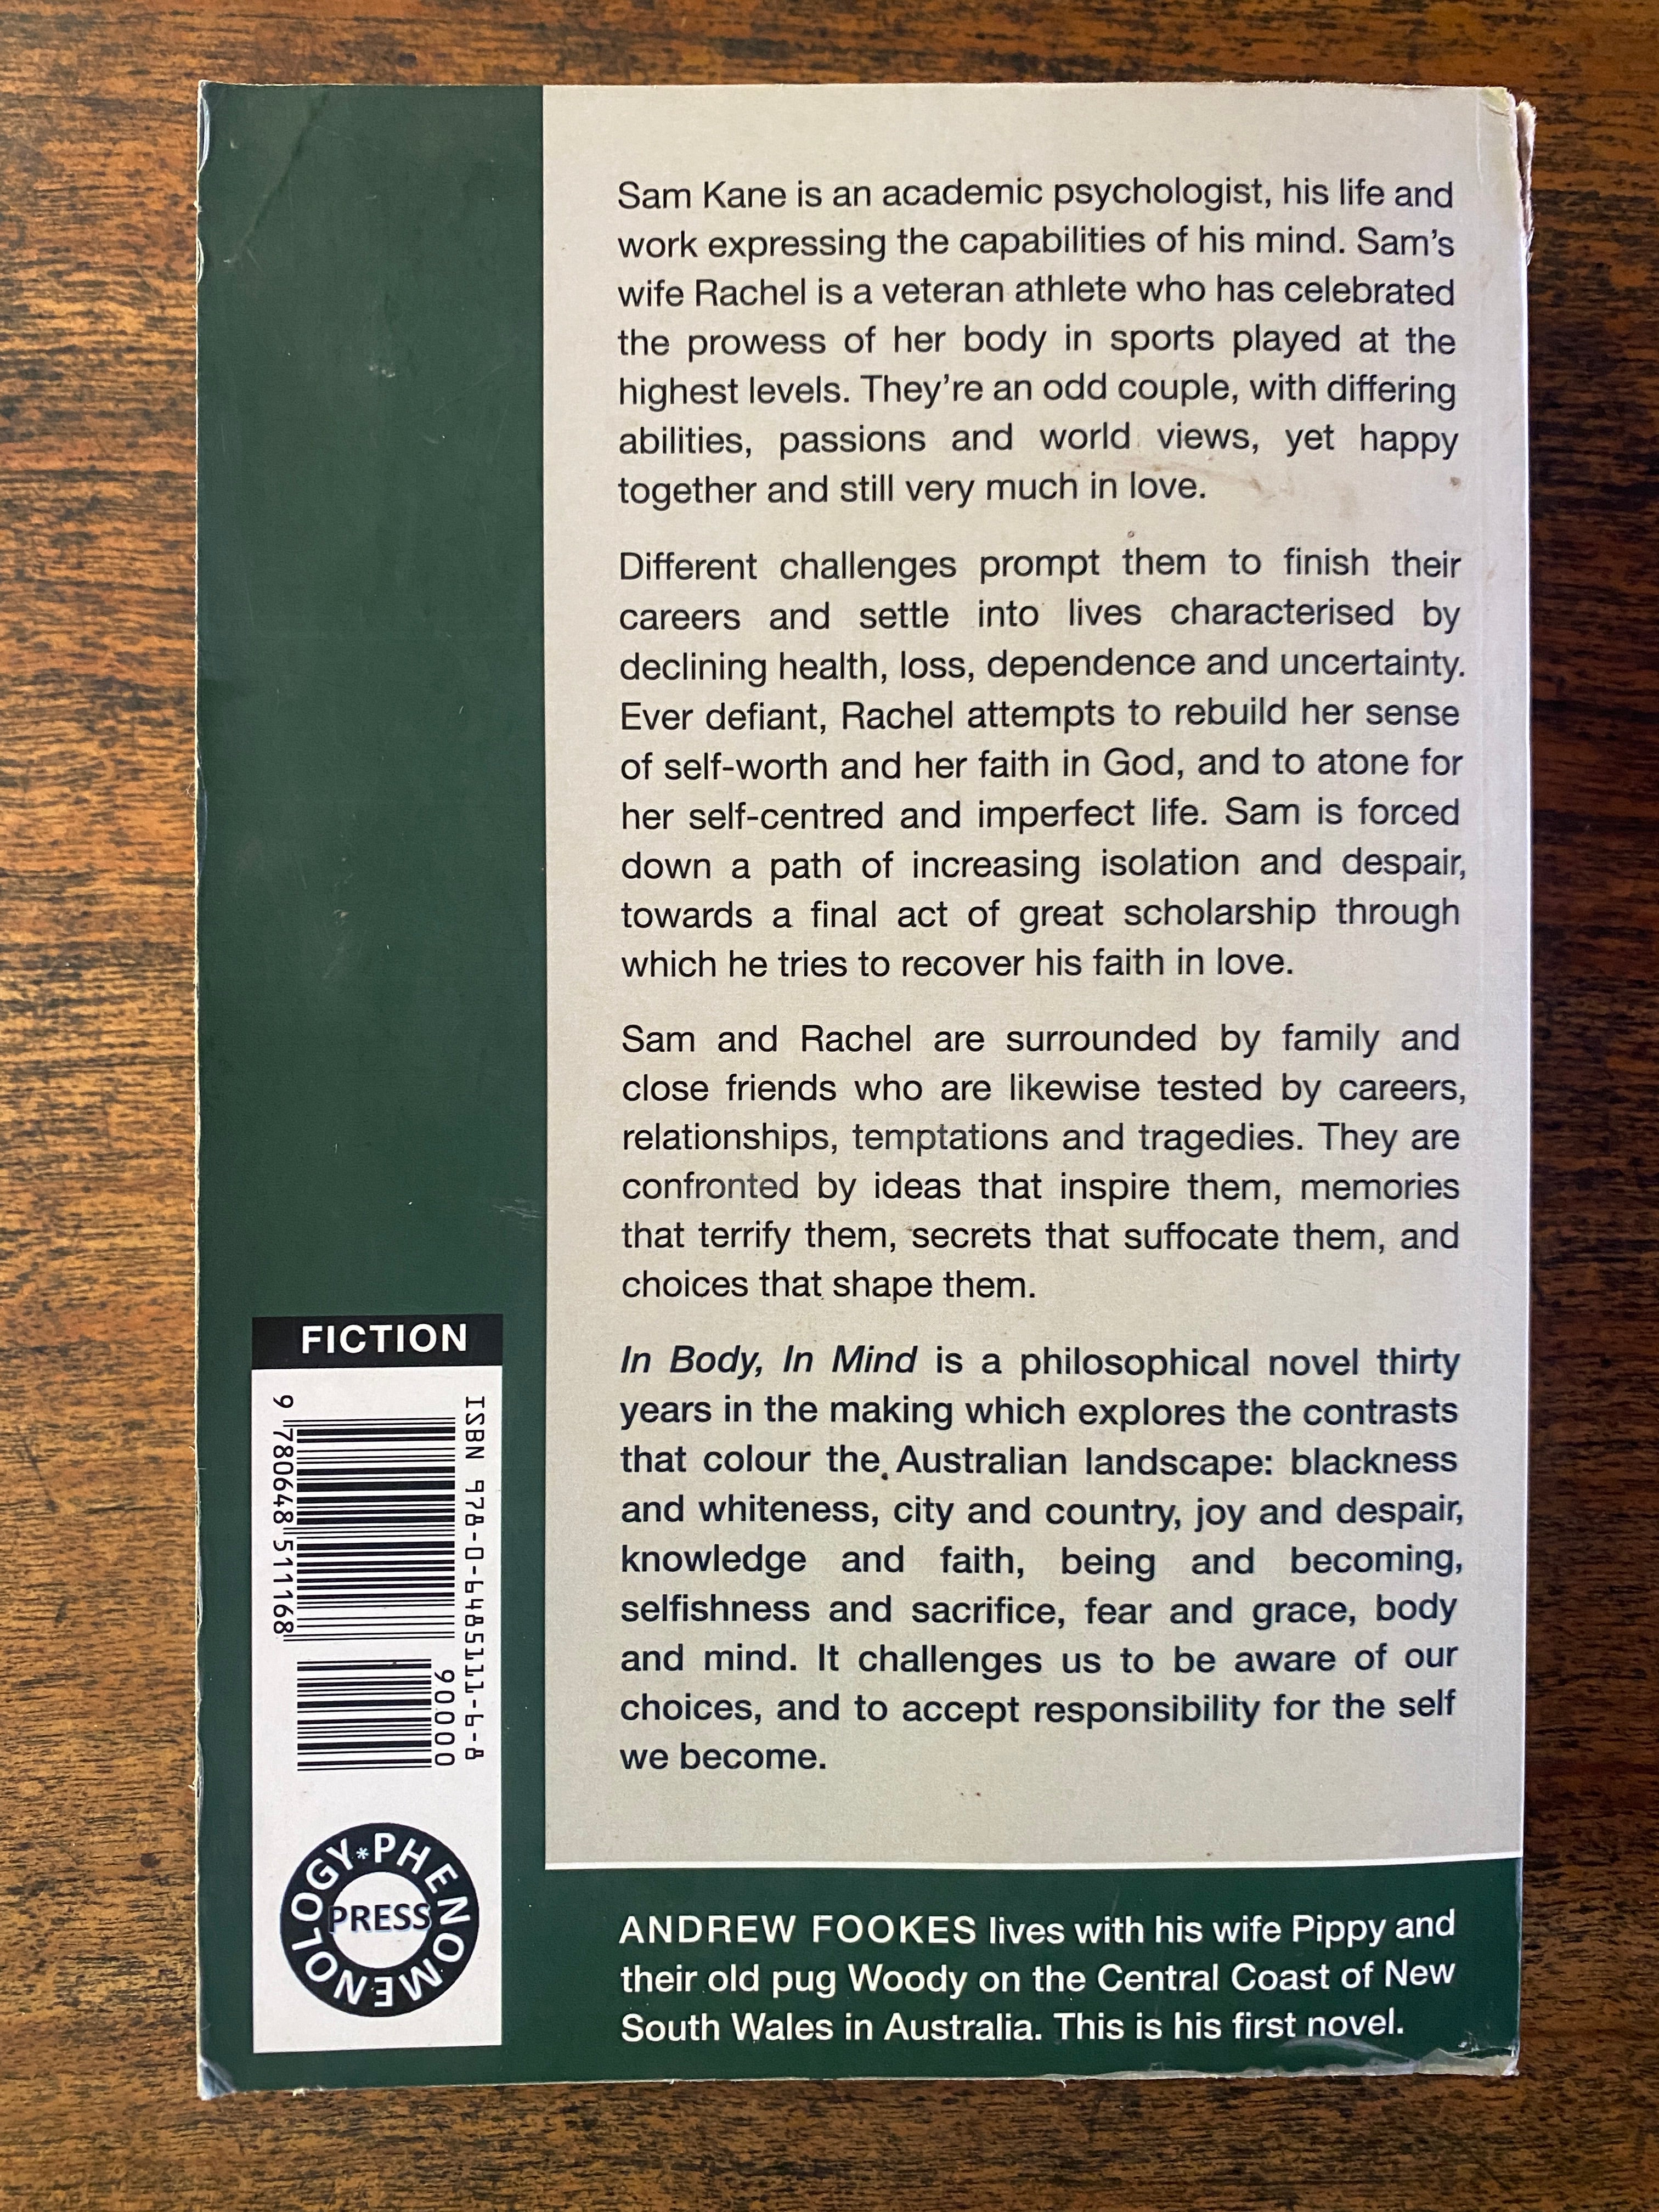 Sam Kane is an academic psychologist, his life and
work expressing the capabilities of his mind. Sam's
wife Rachel is a veteran athlete who has celebrated
the prowess of her body in sports played at the
highest levels. They're an odd couple, with differing
abilities, passions and world views, yet happy
together and still very much in love.
Different challenges prompt them to finish their
careers and settle into lives characterised by
declining health, loss, dependence and uncertainty.
Ever defiant, Rachel attempts to rebuild her sense
of self-worth and her faith in God, and to atone for
her self-centred and imperfect life. Sam is forced
down a path of increasing isolation and despair,
towards a final act of great scholarship through
which he tries to recover his faith in love.
Sam and Rachel are surrounded by family and
close friends who are likewise tested by careers,
relationships, temptations and tragedies. They are
confronted by ideas that inspire them, memories
that terrify them, secrets that suffocate them, and
choices that shape them.
In Body, In Mind is a philosophical novel thirty
years in the making which explores the contrasts
that colour the Australian landscape: blackness
and whiteness, city and country, joy and despair,
knowledge and faith, being and becoming,
selfishness and sacrifice, fear and grace, body
and mind. It challenges us to be aware of our
choices, and to accept responsibility for the self
we become.
FICTION
ISBN 978-0-6485111-6-8
90000
9 780648 511168
PHENOMENOLOGY*
PRESS
ANDREW FOOKES lives with his wife Pippy and
their old pug Woody on the Central Coast of New
South Wales in Australia. This is his first novel.